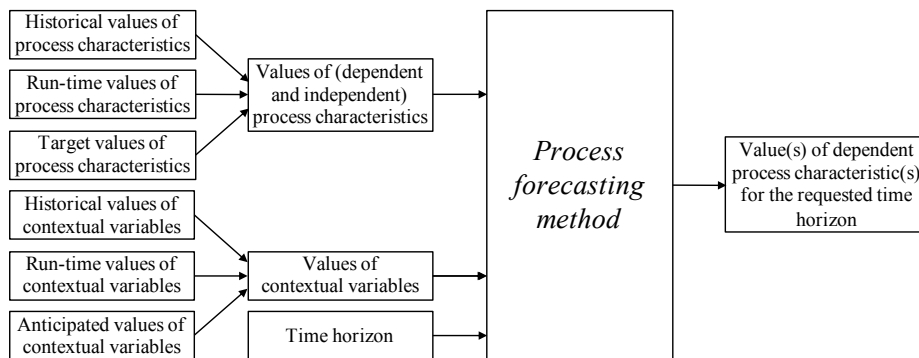 Historical values of
process characteristics
Run-time values of
process characteristics
Target values of
process characteristics
Values of (dependent
and independent)
process characteristics
Historical values of
contextual variables
Run-time values of
contextual variables
Anticipated values of
contextual variables
Values of
contextual variables
Time horizon
Process
forecasting
method
Value(s) of dependent
process characteristic(s)
for the requested time
horizon